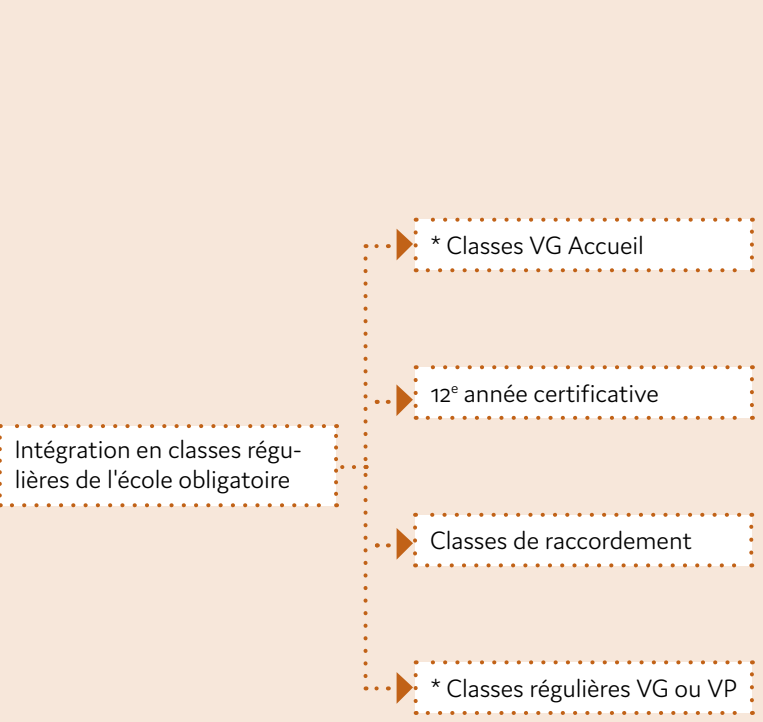 * Classes VG Accueil
12e année certificative
Intégration en classes régu-
lières de l'école obligatoire
Classes de raccordement
* Classes régulières VG ou VP